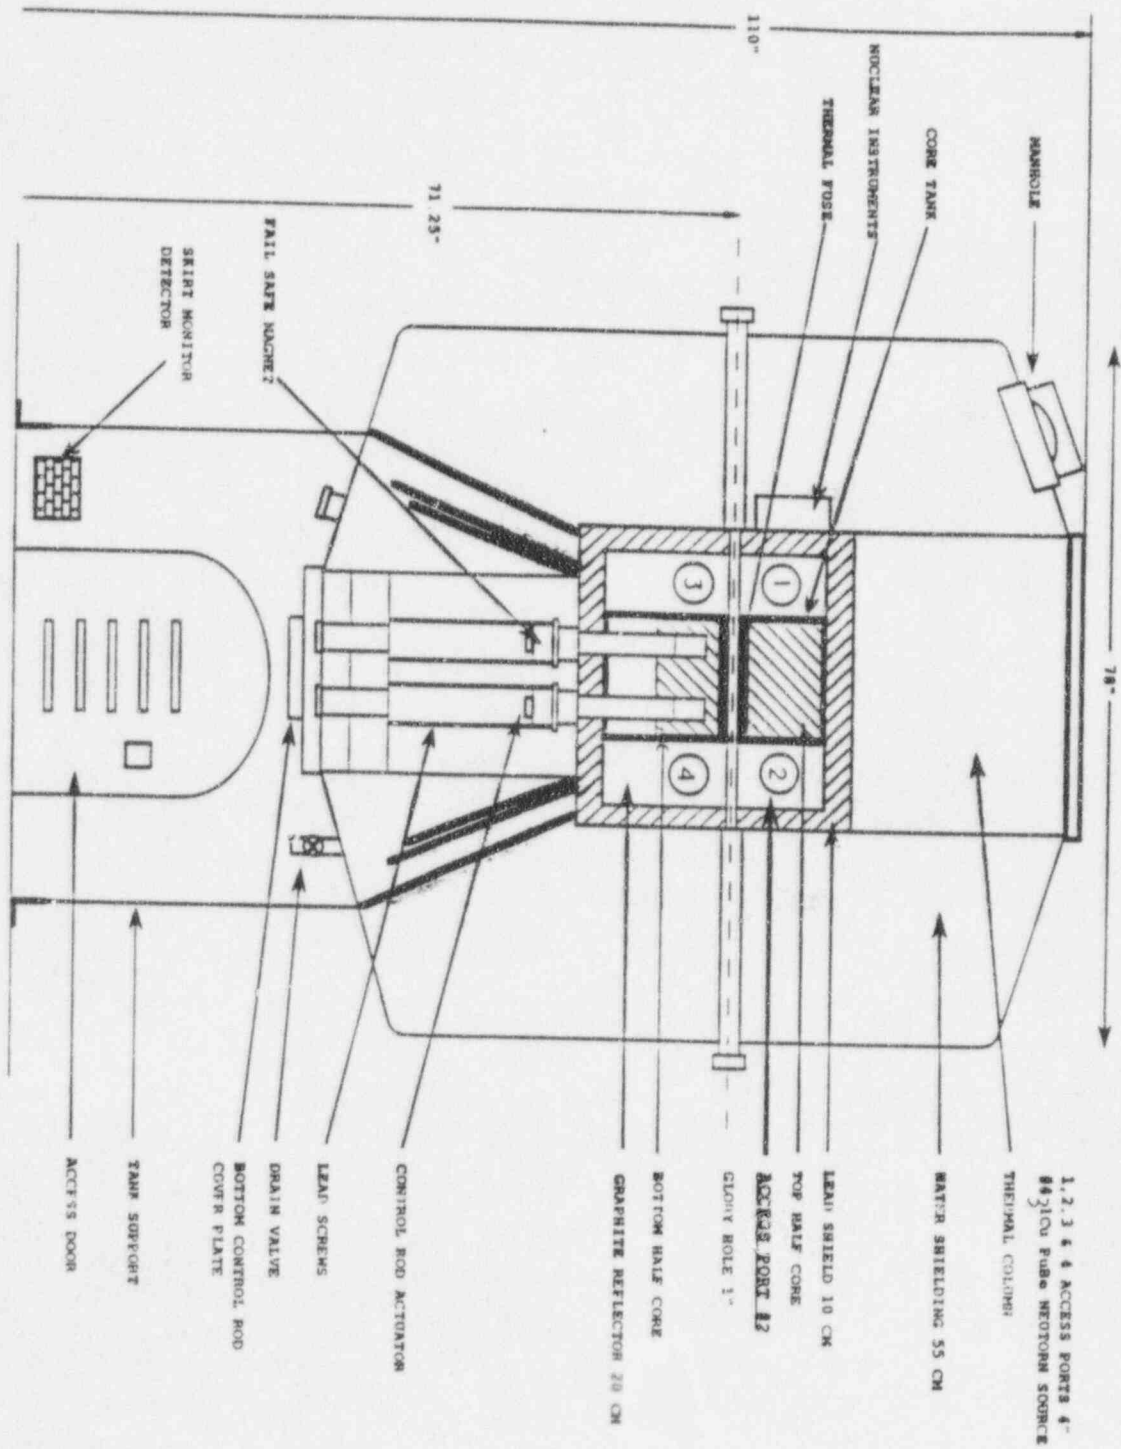 110"
78"
71.25"
MANHOLE
CORE TANK
NUCLEAR INSTRUMENTS
THERMAL FUSE
FAIL SAFE MAGNET
SKIRT MONITOR
DETECTOR
1
2
3
4
1,2,3 & 4 ACCESS PORTS 4"
1Cu PuBe NEUTORN SOURCE
THERMAL COLUMN
WATER SHIELDING 55 CM
LEAD SHIELD 10 CM
TOP HALF CORE
ACCESS PORT #2
GLORY HOLE 1"
BOTTOM HALF CORE
GRAPHITE REFLECTOR 20 CM
CONTROL ROD ACTUATOR
LEAD SCREWS
DRAIN VALVE
BOTTOM CONTROL ROD
COVER PLATE
TANK SUPPORT
ACCESS DOOR